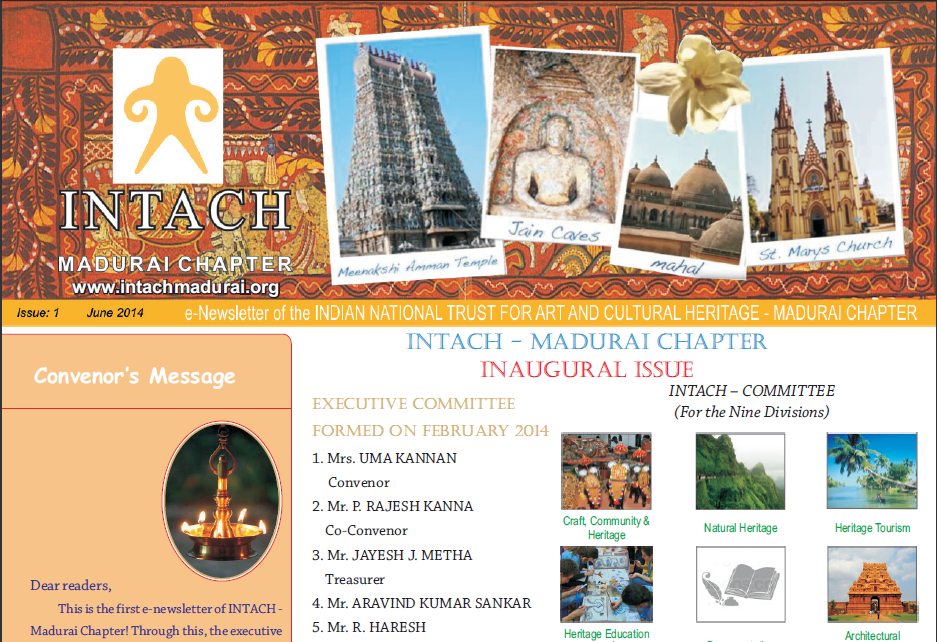 INTACH
MADURAI CHAPTER
www.intachmadurai.org
Meenakshi Amman Temple
Jain Caves
mahal
St. Marys Church
Issue: 1 June 2014 e-Newsletter of the INDIAN NATIONAL TRUST FOR ART AND CULTURAL HERITAGE - MADURAI CHAPTER
Convenor's Message
Dear readers,
This is the first e-newsletter of INTACH -
Madurai Chapter! Through this, the executive
INTACH – MADURAI CHAPTER
INAUGURAL ISSUE
EXECUTIVE COMMITTEE
FORMED ON FEBRUARY 2014
1. Mrs. UMA KANNAN
Convenor
2. Mr. P. RAJESH KANNA
Co-Convenor
3. Mr. JAYESH J. METHA
Treasurer
4. Mr. ARAVIND KUMAR SANKAR
5. Mr. R. HARESH
INTACH – COMMITTEE
(For the Nine Divisions)
Craft, Community &
Heritage
Natural Heritage
Heritage Tourism
Heritage Education
Architectural